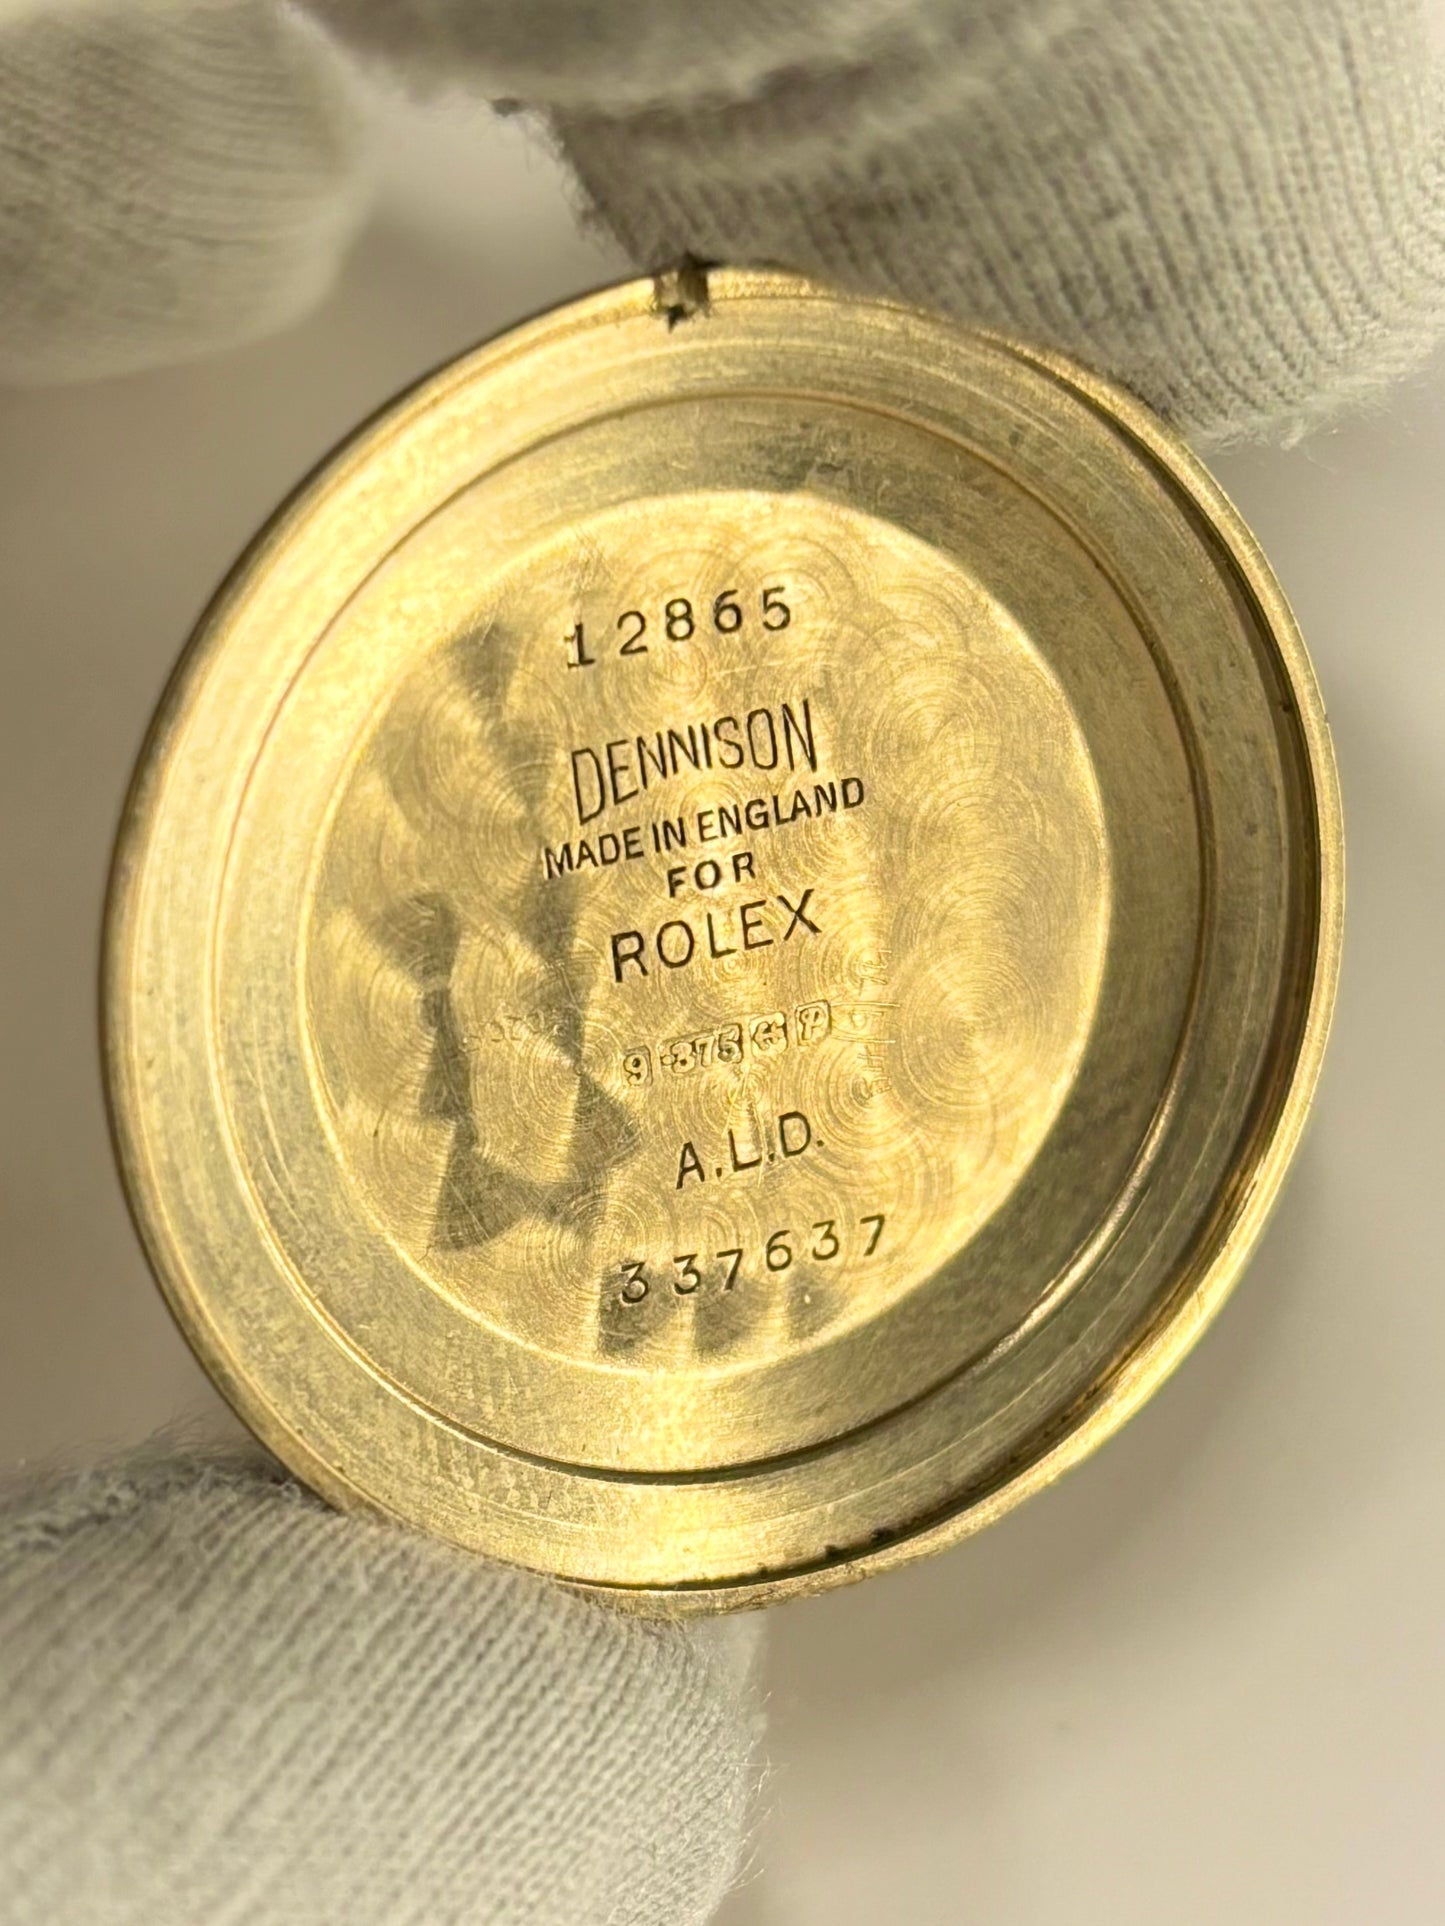 12865
DENNISON
MADE IN ENGLAND
FOR
ROLEX
9 .375 P
A.L.D.
337637